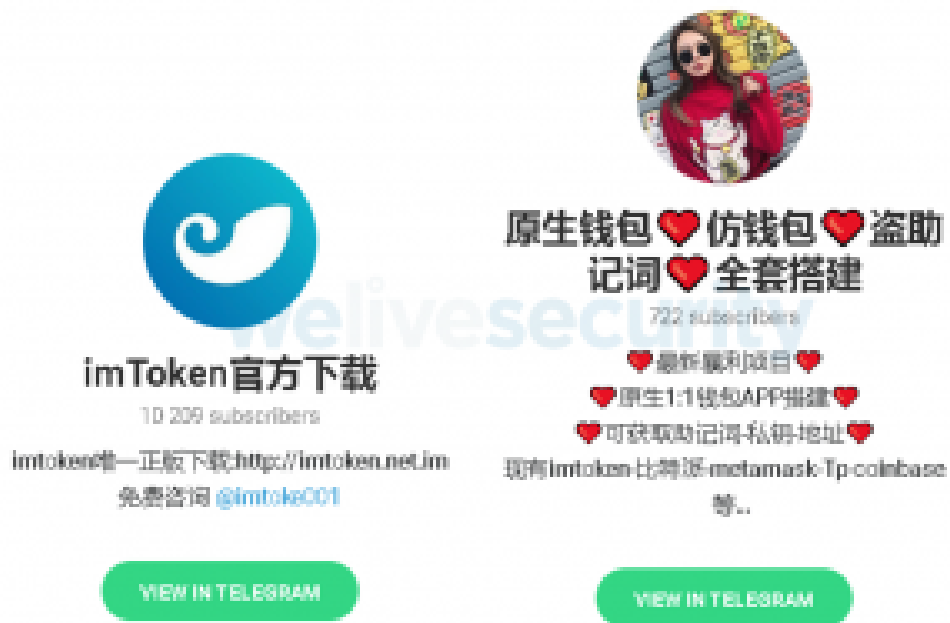 imToken官方下载
10 209 subscribers
imtoken唯一正版下载:http://imtoken.net.im
免费咨询 @imtoke001
VIEW IN TELEGRAM
原生钱包❤仿钱包❤盗助
记词❤全套搭建
722 subscribers
❤最新暴利项目❤
❤原生1:1钱包APP搭建❤
❤可获取助记词-私钥-地址❤
现有imtoken-比特派-metamask-Tp-coinbase
等...
VIEW IN TELEGRAM
welivesecurity